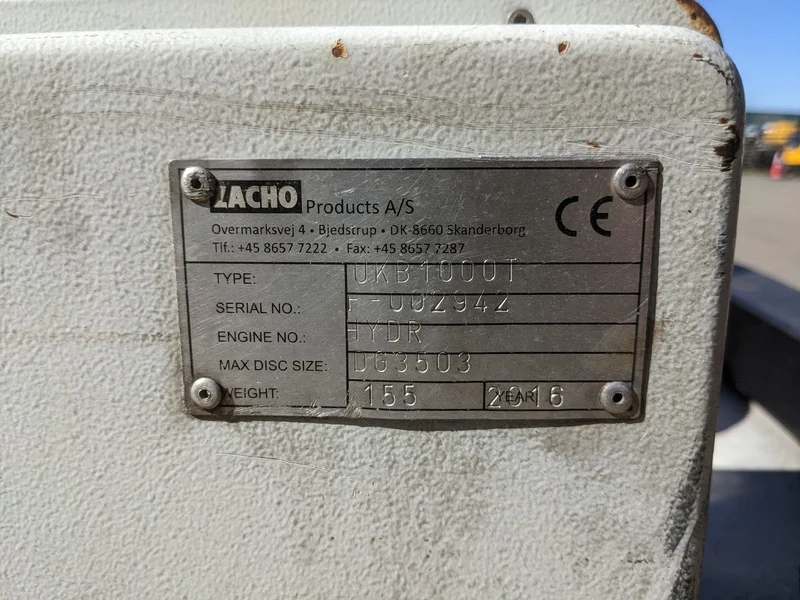 ZACHO Products A/S CE
Overmarksvej 4 • Bjedstrup • DK-8660 Skanderborg
Tlf.: +45 8657 7222 • Fax: +45 8657 7287
TYPE: UKB1000T
SERIAL NO.: F-002942
ENGINE NO.: HYDR
MAX DISC SIZE: DG3503
WEIGHT: 155 YEAR 2016